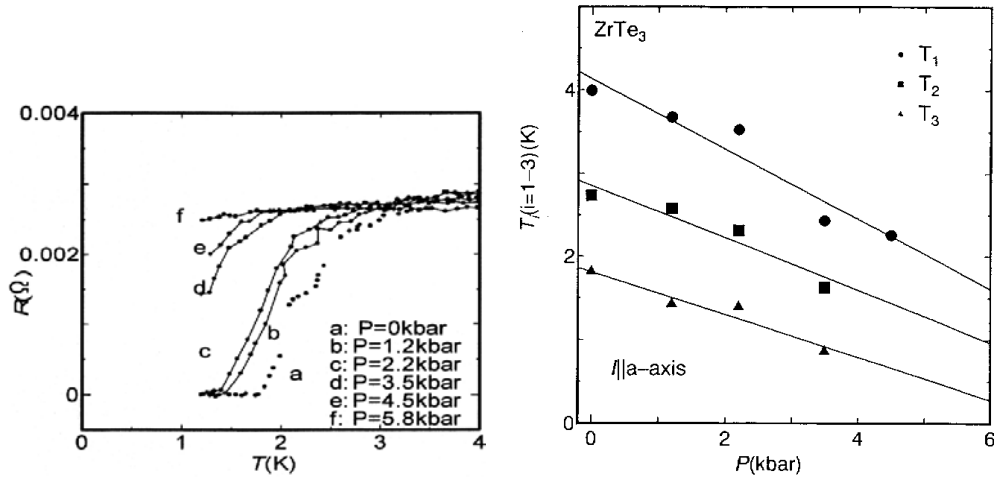 0.004
0.002
0
R(Ω)
f
e
d
c
b
a
a: P=0kbar
b: P=1.2kbar
c: P=2.2kbar
d: P=3.5kbar
e: P=4.5kbar
f: P=5.8kbar
0 1 2 3 4
T(K)
ZrTe₃
T₁
T₂
T₃
4
2
0
Tᵢ(i=1−3)(K)
I||a−axis
0 2 4 6
P(kbar)